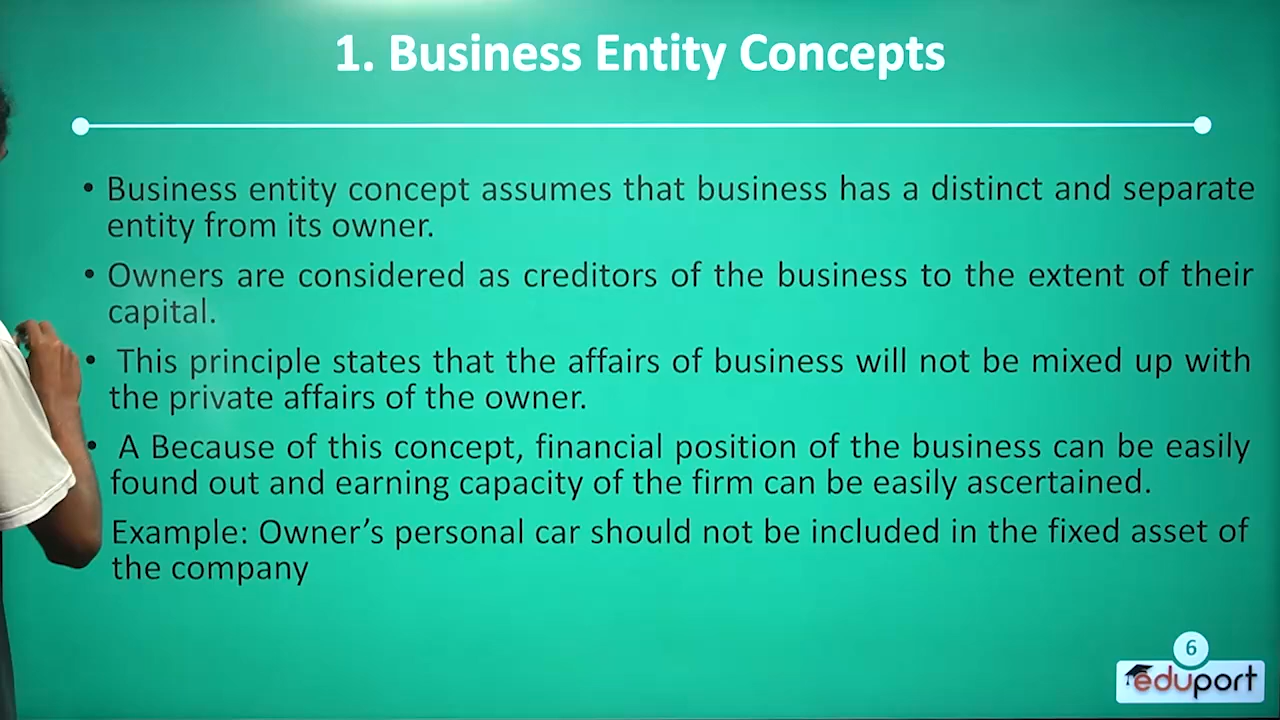 1. Business Entity Concepts
• Business entity concept assumes that business has a distinct and separate
entity from its owner.
• Owners are considered as creditors of the business to the extent of their
capital.
• This principle states that the affairs of business will not be mixed up with
the private affairs of the owner.
• A Because of this concept, financial position of the business can be easily
found out and earning capacity of the firm can be easily ascertained.
Example: Owner’s personal car should not be included in the fixed asset of
the company
6
eduport